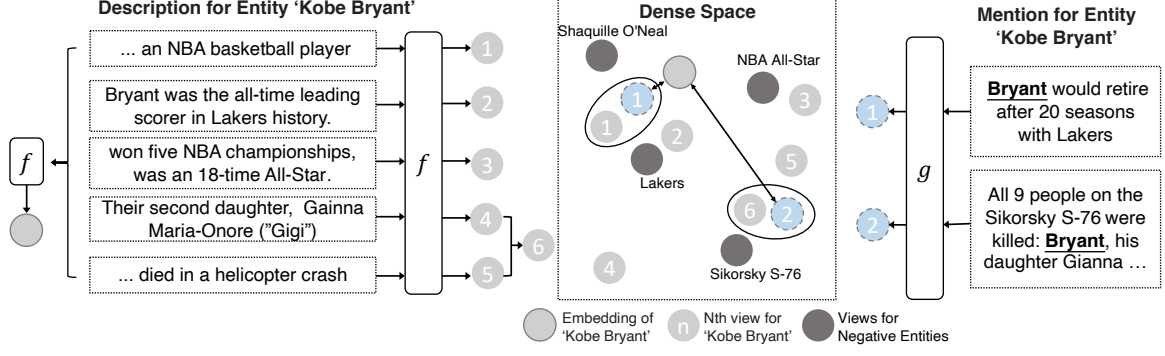 Description for Entity ‘Kobe Bryant’
f
... an NBA basketball player
Bryant was the all-time leading
scorer in Lakers history.
won five NBA championships,
was an 18-time All-Star.
Their second daughter, Gainna
Maria-Onore (”Gigi”)
... died in a helicopter crash
f
1
2
3
4
5
6
Dense Space
Shaquille O'Neal
NBA All-Star
1
1
2
3
5
Lakers
6
2
Sikorsky S-76
4
Mention for Entity
‘Kobe Bryant’
1
2
g
Bryant would retire
after 20 seasons
with Lakers
All 9 people on the
Sikorsky S-76 were
killed: Bryant, his
daughter Gianna ...
Embedding of
‘Kobe Bryant’
n
Nth view for
‘Kobe Bryant’
Views for
Negative Entities